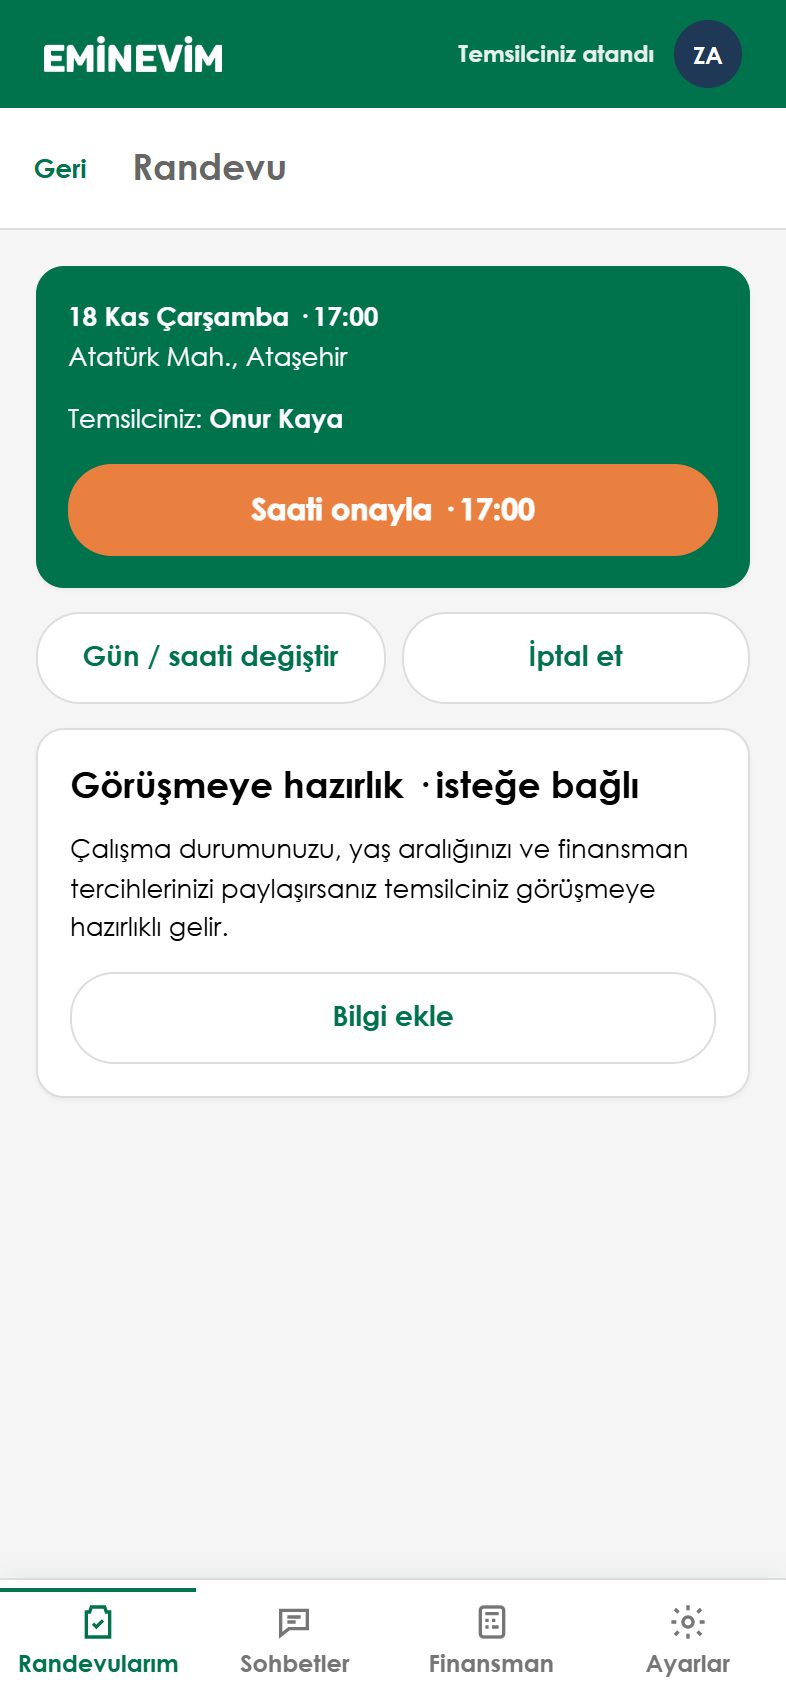 EMİNEVİM
Temsilciniz atandı
ZA
Geri
Randevu
18 Kas Çarşamba · 17:00
Atatürk Mah., Ataşehir
Temsilciniz: Onur Kaya
Saati onayla · 17:00
Gün / saati değiştir
İptal et
Görüşmeye hazırlık · isteğe bağlı
Çalışma durumunuzu, yaş aralığınızı ve finansman
tercihlerinizi paylaşırsanız temsilciniz görüşmeye
hazırlıklı gelir.
Bilgi ekle
Randevularım
Sohbetler
Finansman
Ayarlar